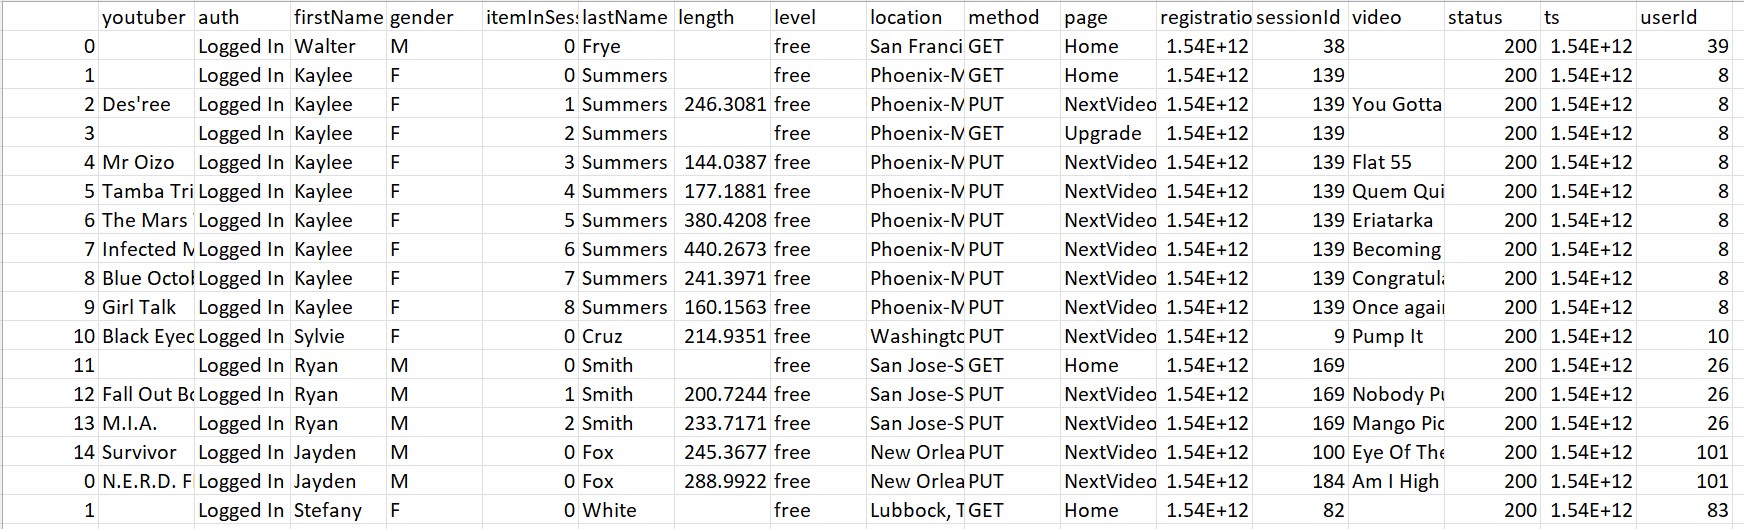 youtuber auth firstName gender itemInSes lastName length level location method page registratio sessionId video status ts userId
0 Logged In Walter M 0 Frye free San Franci GET Home 1.54E+12 38 200 1.54E+12 39
1 Logged In Kaylee F 0 Summers free Phoenix-M GET Home 1.54E+12 139 200 1.54E+12 8
2 Des'ree Logged In Kaylee F 1 Summers 246.3081 free Phoenix-M PUT NextVideo 1.54E+12 139 You Gotta 200 1.54E+12 8
3 Logged In Kaylee F 2 Summers free Phoenix-M GET Upgrade 1.54E+12 139 200 1.54E+12 8
4 Mr Oizo Logged In Kaylee F 3 Summers 144.0387 free Phoenix-M PUT NextVideo 1.54E+12 139 Flat 55 200 1.54E+12 8
5 Tamba Tri Logged In Kaylee F 4 Summers 177.1881 free Phoenix-M PUT NextVideo 1.54E+12 139 Quem Qui 200 1.54E+12 8
6 The Mars Logged In Kaylee F 5 Summers 380.4208 free Phoenix-M PUT NextVideo 1.54E+12 139 Eriatarka 200 1.54E+12 8
7 Infected M Logged In Kaylee F 6 Summers 440.2673 free Phoenix-M PUT NextVideo 1.54E+12 139 Becoming 200 1.54E+12 8
8 Blue Octob Logged In Kaylee F 7 Summers 241.3971 free Phoenix-M PUT NextVideo 1.54E+12 139 Congratula 200 1.54E+12 8
9 Girl Talk Logged In Kaylee F 8 Summers 160.1563 free Phoenix-M PUT NextVideo 1.54E+12 139 Once again 200 1.54E+12 8
10 Black Eyed Logged In Sylvie F 0 Cruz 214.9351 free Washingto PUT NextVideo 1.54E+12 9 Pump It 200 1.54E+12 10
11 Logged In Ryan M 0 Smith free San Jose-S GET Home 1.54E+12 169 200 1.54E+12 26
12 Fall Out Bo Logged In Ryan M 1 Smith 200.7244 free San Jose-S PUT NextVideo 1.54E+12 169 Nobody Pu 200 1.54E+12 26
13 M.I.A. Logged In Ryan M 2 Smith 233.7171 free San Jose-S PUT NextVideo 1.54E+12 169 Mango Pic 200 1.54E+12 26
14 Survivor Logged In Jayden M 0 Fox 245.3677 free New Orlea PUT NextVideo 1.54E+12 100 Eye Of The 200 1.54E+12 101
0 N.E.R.D. F Logged In Jayden M 0 Fox 288.9922 free New Orlea PUT NextVideo 1.54E+12 184 Am I High 200 1.54E+12 101
1 Logged In Stefany F 0 White free Lubbock, T GET Home 1.54E+12 82 200 1.54E+12 83